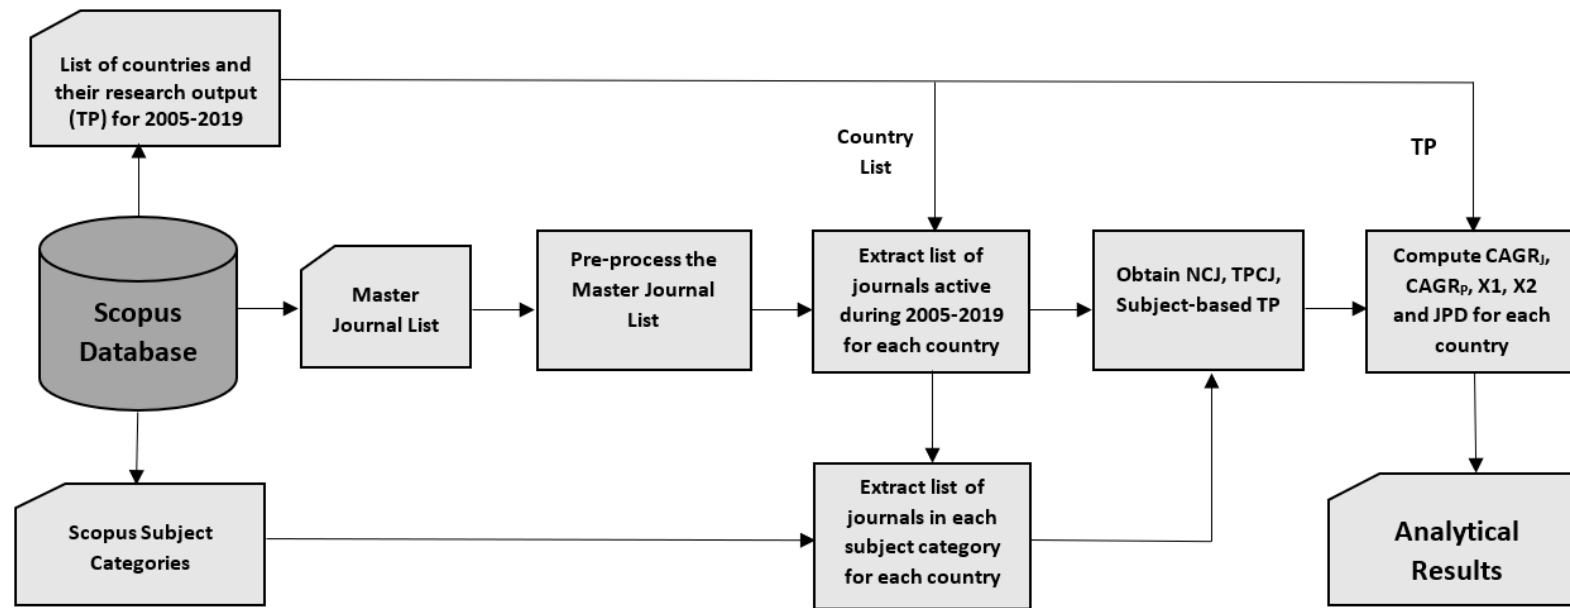 List of countries and
their research output
(TP) for 2005-2019
Country
List
TP
Scopus
Database
Master
Journal List
Pre-process the
Master Journal
List
Extract list of
journals active
during 2005-2019
for each country
Obtain NCJ, TPCJ,
Subject-based TP
Compute CAGRJ,
CAGRP, X1, X2
and JPD for each
country
Scopus Subject
Categories
Extract list of
journals in each
subject category
for each country
Analytical
Results